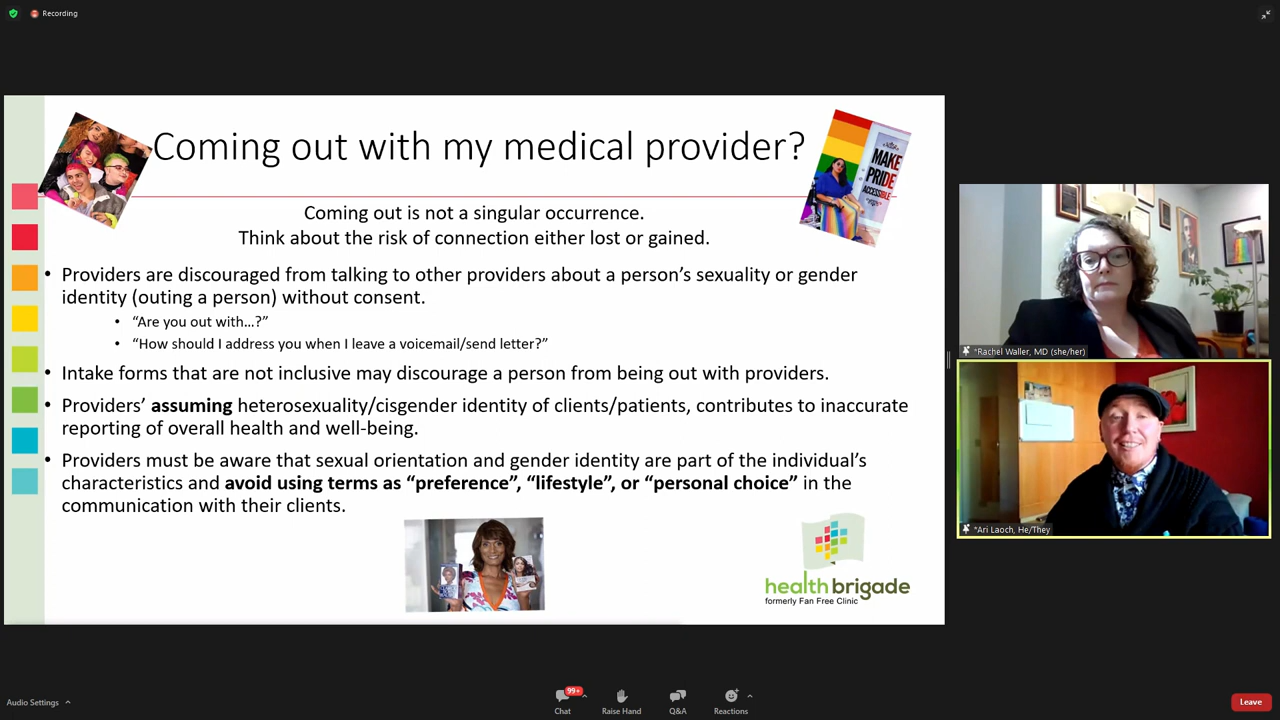 Recording
Coming out with my medical provider?
MAKE
PRIDE
ACCESSIBLE
Coming out is not a singular occurrence.
Think about the risk of connection either lost or gained.
• Providers are discouraged from talking to other providers about a person’s sexuality or gender
identity (outing a person) without consent.
• “Are you out with…?”
• “How should I address you when I leave a voicemail/send letter?”
• Intake forms that are not inclusive may discourage a person from being out with providers.
• Providers’ assuming heterosexuality/cisgender identity of clients/patients, contributes to inaccurate
reporting of overall health and well-being.
• Providers must be aware that sexual orientation and gender identity are part of the individual’s
characteristics and avoid using terms as “preference”, “lifestyle”, or “personal choice” in the
communication with their clients.
health brigade
formerly Fan Free Clinic
*Rachel Waller, MD (she/her)
*Ari Laoch, He/They
Audio Settings
99+
Chat
Raise Hand
Q&A
Reactions
Leave